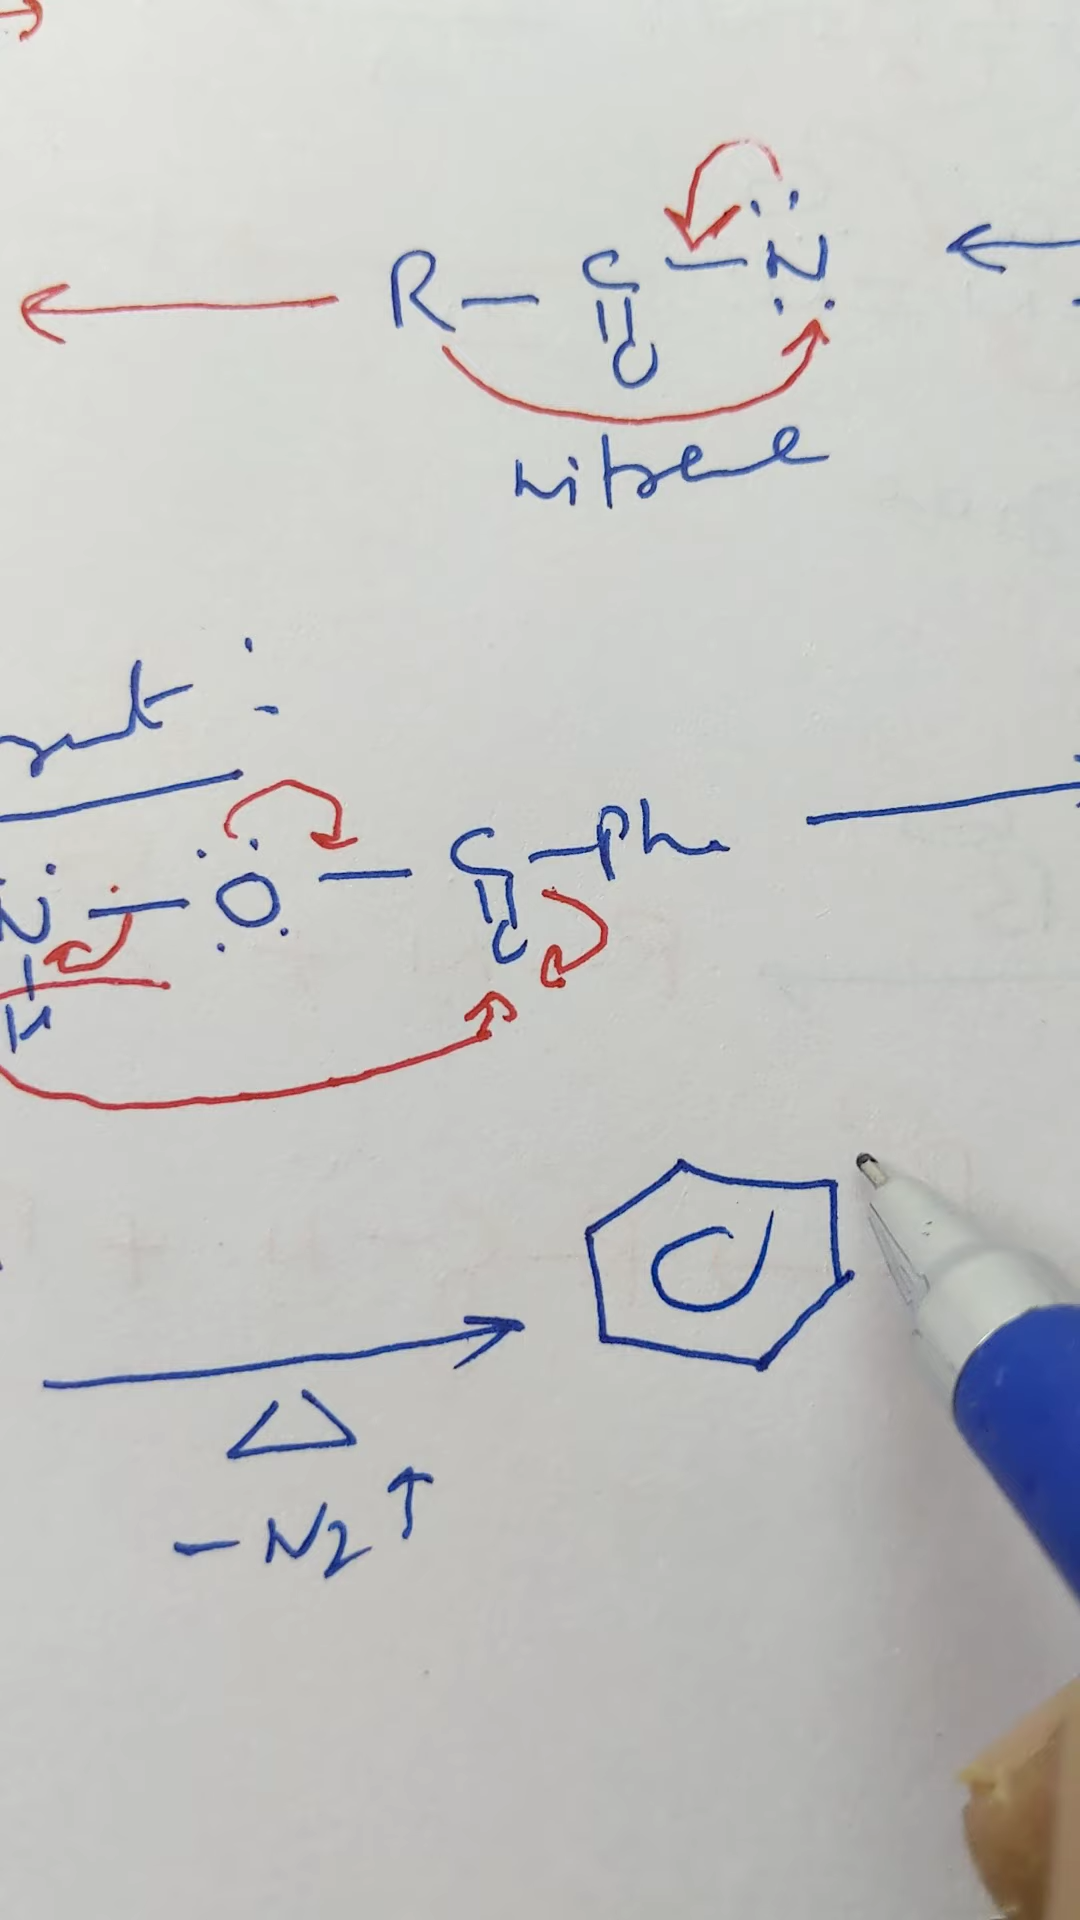 R - C - N
|| 
O
nitrene
N - O - C - Ph
H O
△
- N2 ↑